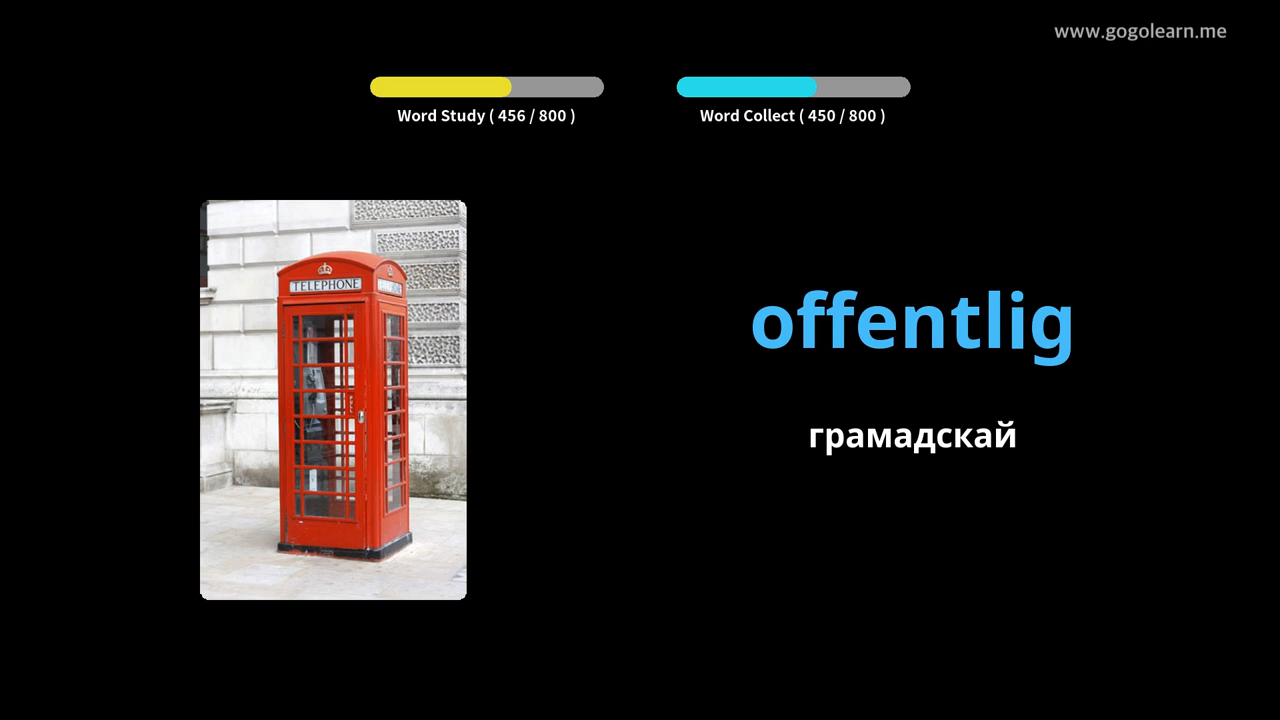 www.gogolearn.me
Word Study ( 456 / 800 )
Word Collect ( 450 / 800 )
TELEPHONE
offentlig
грамадскай